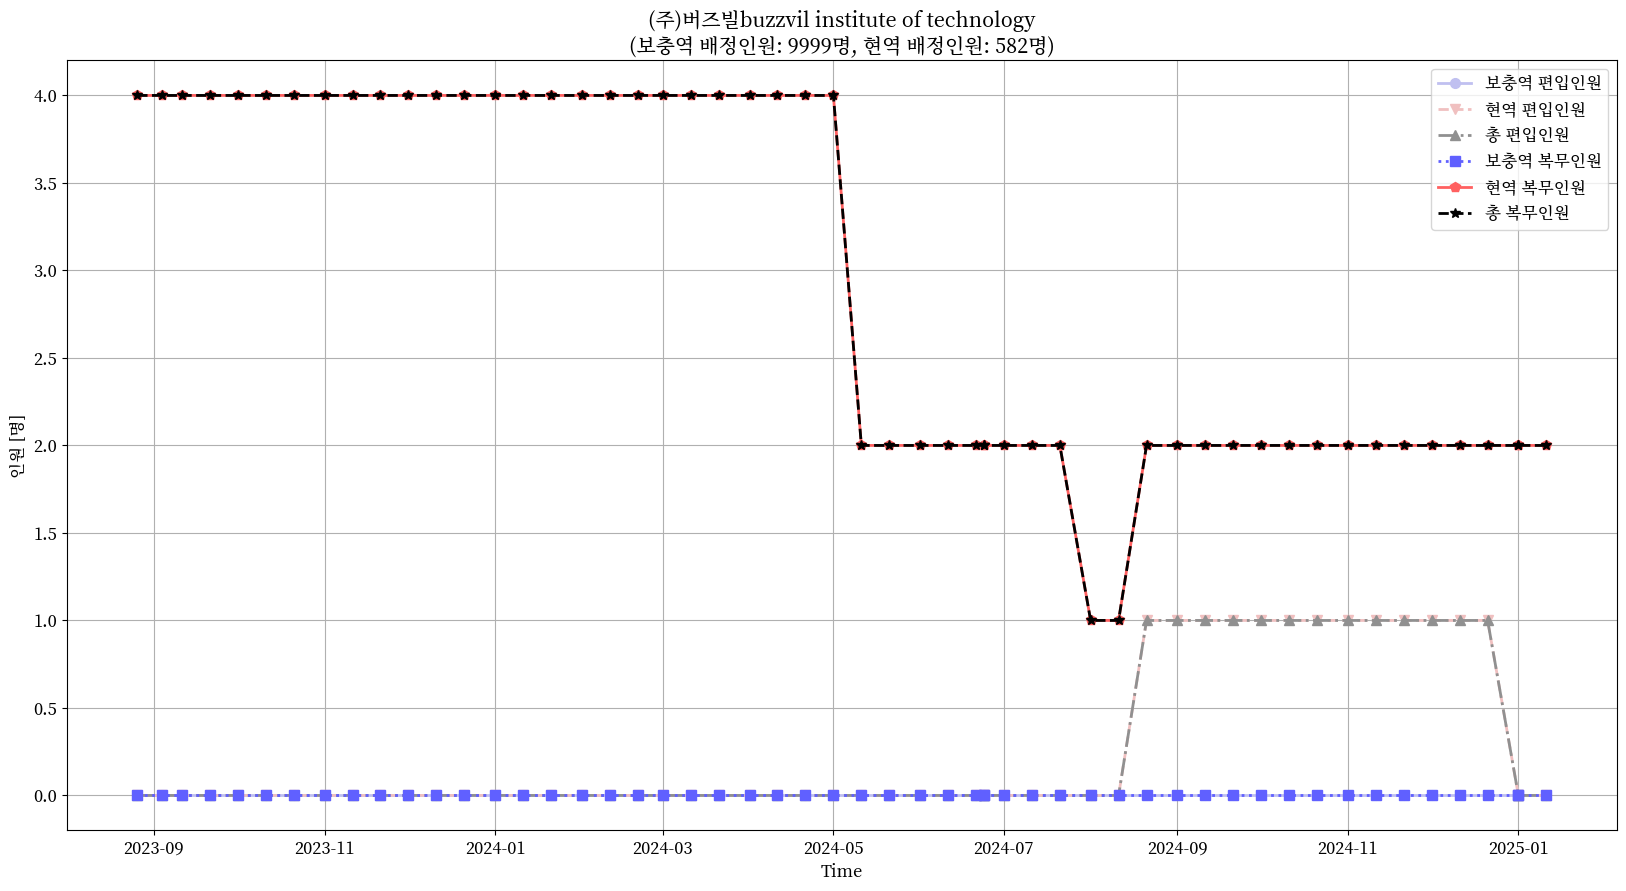 (주)버즈빌buzzvil institute of technology
(보충역 배정인원: 9999명, 현역 배정인원: 582명)
보충역 편입인원
현역 편입인원
총 편입인원
보충역 복무인원
현역 복무인원
총 복무인원
인원 [명]
4.0
3.5
3.0
2.5
2.0
1.5
1.0
0.5
0.0
2023-09
2023-11
2024-01
2024-03
2024-05
2024-07
2024-09
2024-11
2025-01
Time